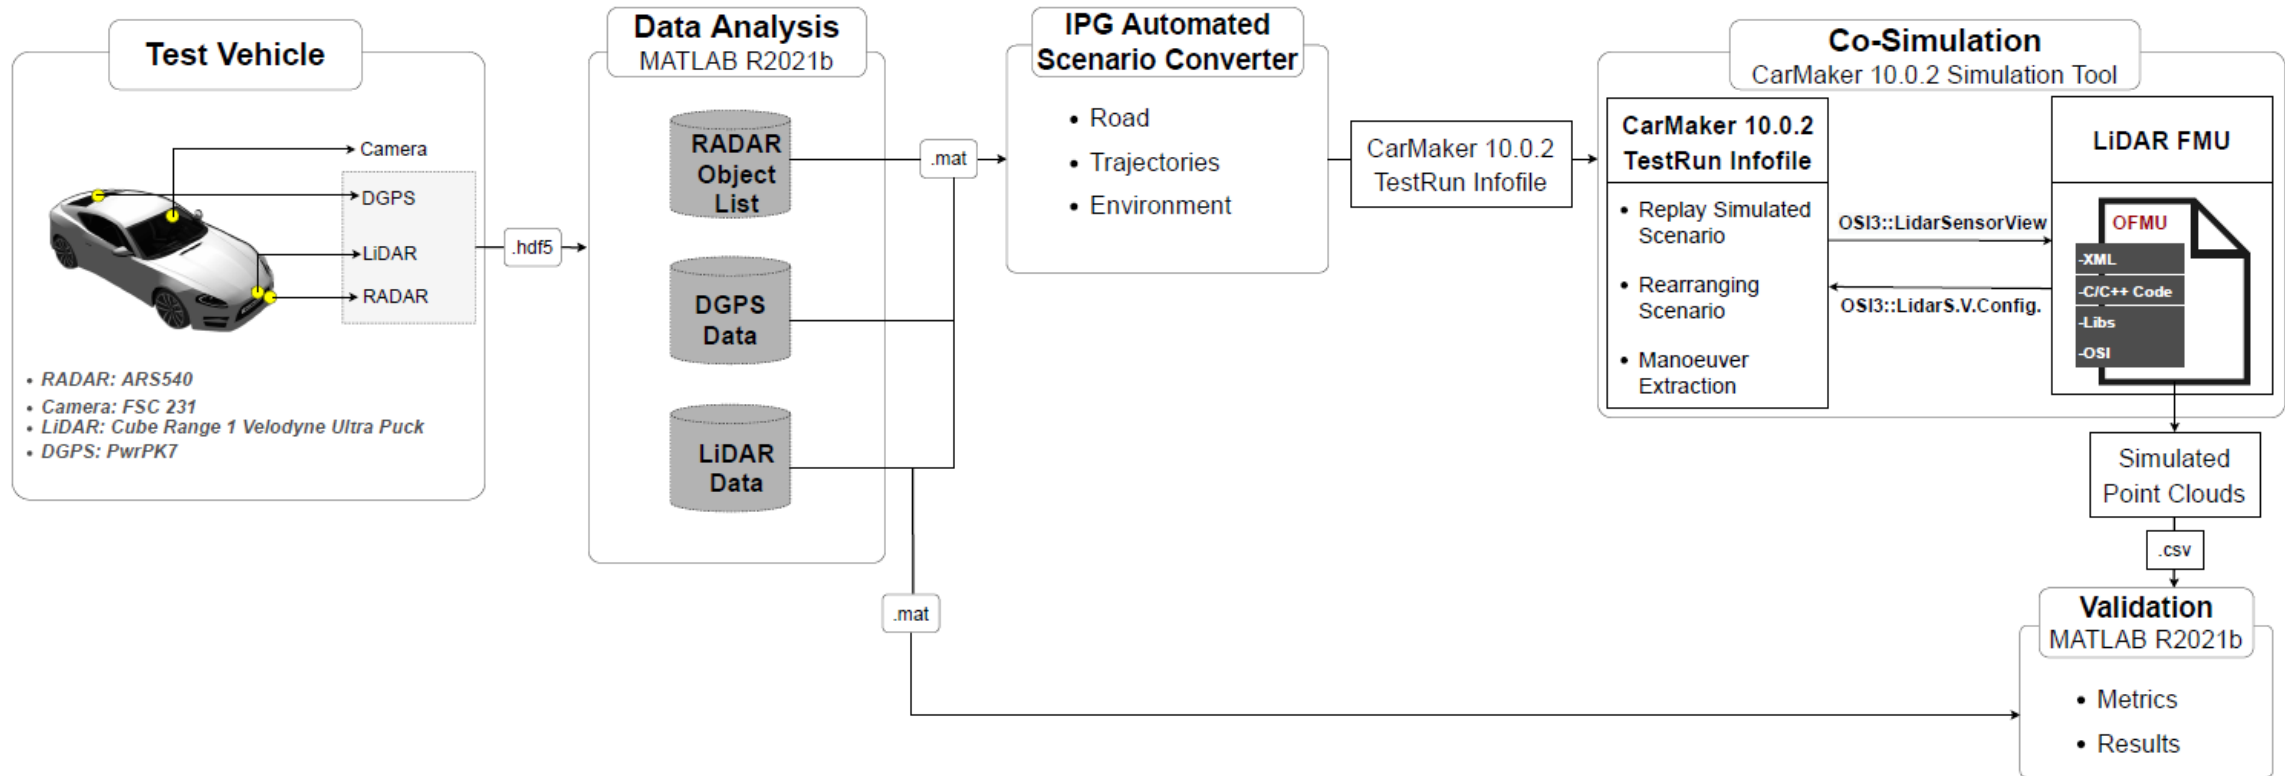 Test Vehicle
Camera
DGPS
LiDAR
RADAR
• RADAR: ARS540
• Camera: FSC 231
• LiDAR: Cube Range 1 Velodyne Ultra Puck
• DGPS: PwrPK7
.hdf5
Data Analysis
MATLAB R2021b
RADAR
Object
List
DGPS
Data
LiDAR
Data
.mat
.mat
IPG Automated
Scenario Converter
• Road
• Trajectories
• Environment
CarMaker 10.0.2
TestRun Infofile
Co-Simulation
CarMaker 10.0.2 Simulation Tool
CarMaker 10.0.2
TestRun Infofile
• Replay Simulated
Scenario
• Rearranging
Scenario
• Manoeuver
Extraction
OSI3::LidarSensorView
OSI3::LidarS.V.Config.
LiDAR FMU
OFMU
-XML
-C/C++ Code
-Libs
-OSI
Simulated
Point Clouds
.csv
Validation
MATLAB R2021b
• Metrics
• Results